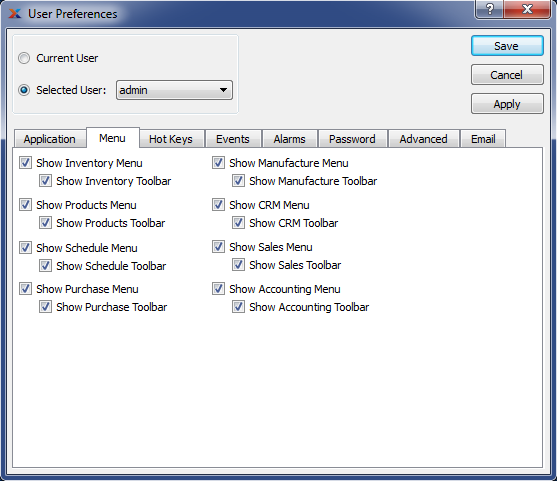 User Preferences
?
Current User
Selected User: admin
Save
Cancel
Apply
Application Menu Hot Keys Events Alarms Password Advanced Email
Show Inventory Menu
Show Inventory Toolbar
Show Products Menu
Show Products Toolbar
Show Schedule Menu
Show Schedule Toolbar
Show Purchase Menu
Show Purchase Toolbar
Show Manufacture Menu
Show Manufacture Toolbar
Show CRM Menu
Show CRM Toolbar
Show Sales Menu
Show Sales Toolbar
Show Accounting Menu
Show Accounting Toolbar